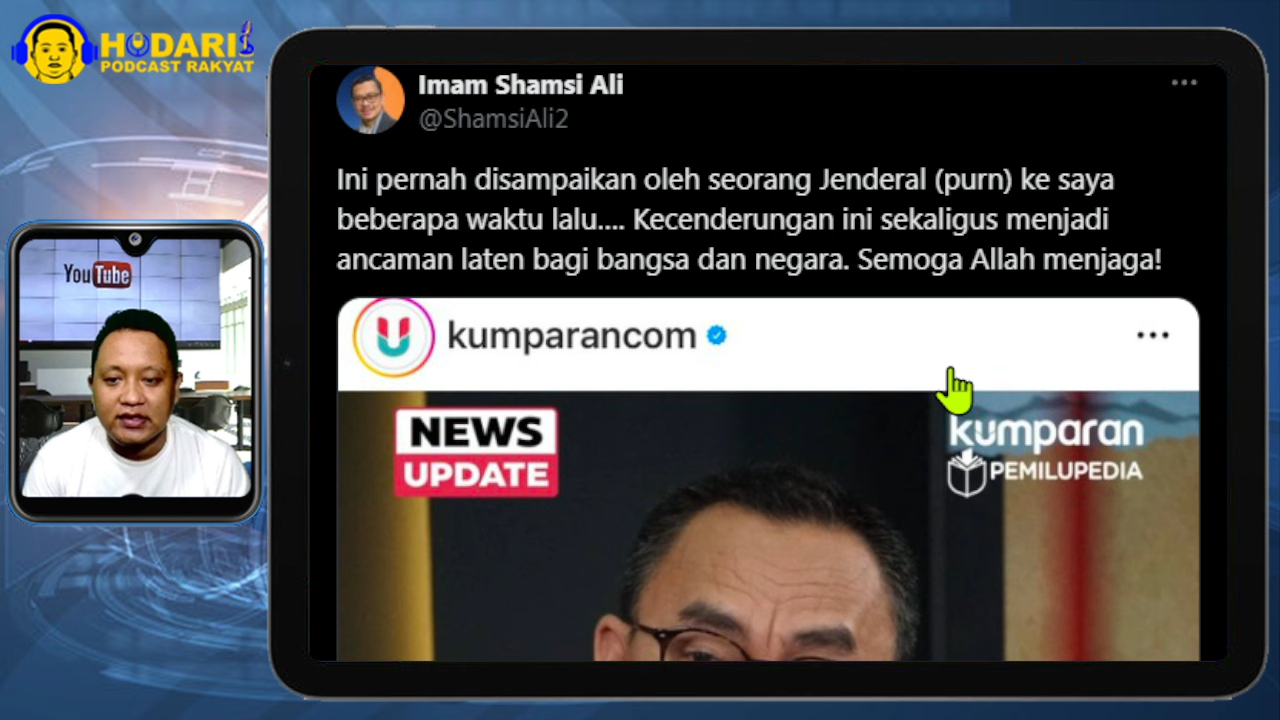 HODARI
PODCAST RAKYAT
Imam Shamsi Ali
@ShamsiAli2
Ini pernah disampaikan oleh seorang Jenderal (purn) ke saya
beberapa waktu lalu.... Kecenderungan ini sekaligus menjadi
ancaman laten bagi bangsa dan negara. Semoga Allah menjaga!
kumparancom
NEWS
UPDATE
kumparan
PEMILUPEDIA
YouTube